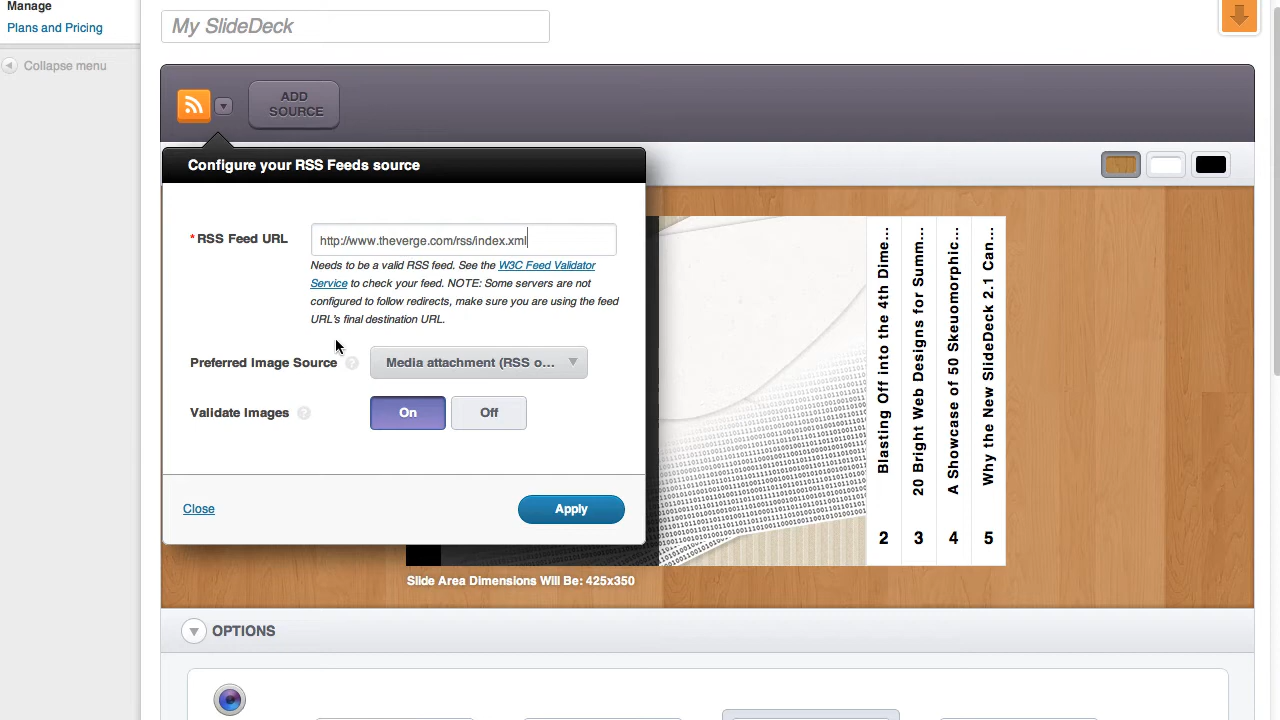 Manage
Plans and Pricing
Collapse menu
My SlideDeck
ADD
SOURCE
Configure your RSS Feeds source
* RSS Feed URL
http://www.theverge.com/rss/index.xml
Needs to be a valid RSS feed. See the W3C Feed Validator
Service to check your feed. NOTE: Some servers are not
configured to follow redirects, make sure you are using the feed
URL's final destination URL.
Preferred Image Source ?
Media attachment (RSS o...
Validate Images ?
On
Off
Close
Apply
Blasting Off into the 4th Dime...
2
20 Bright Web Designs for Summ...
3
A Showcase of 50 Skeuomorphic...
4
Why the New SlideDeck 2.1 Can...
5
Slide Area Dimensions Will Be: 425x350
OPTIONS